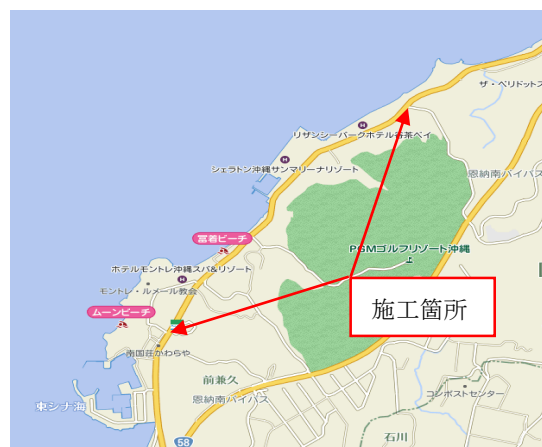 ザ・ペリドットス
リザンシーパークホテル谷茶ベイ
シェラトン沖縄サンマリーナリゾート
恩納南バイパス
冨着ビーチ
PGMゴルフリゾート沖縄
ホテルモントレ沖縄スパ&リゾート
モントレ・ルメール教会
施工箇所
ムーンビーチ
南国荘かわらや
前兼久
恩納南バイパス
コンポストセンター
東シナ海
石川
58